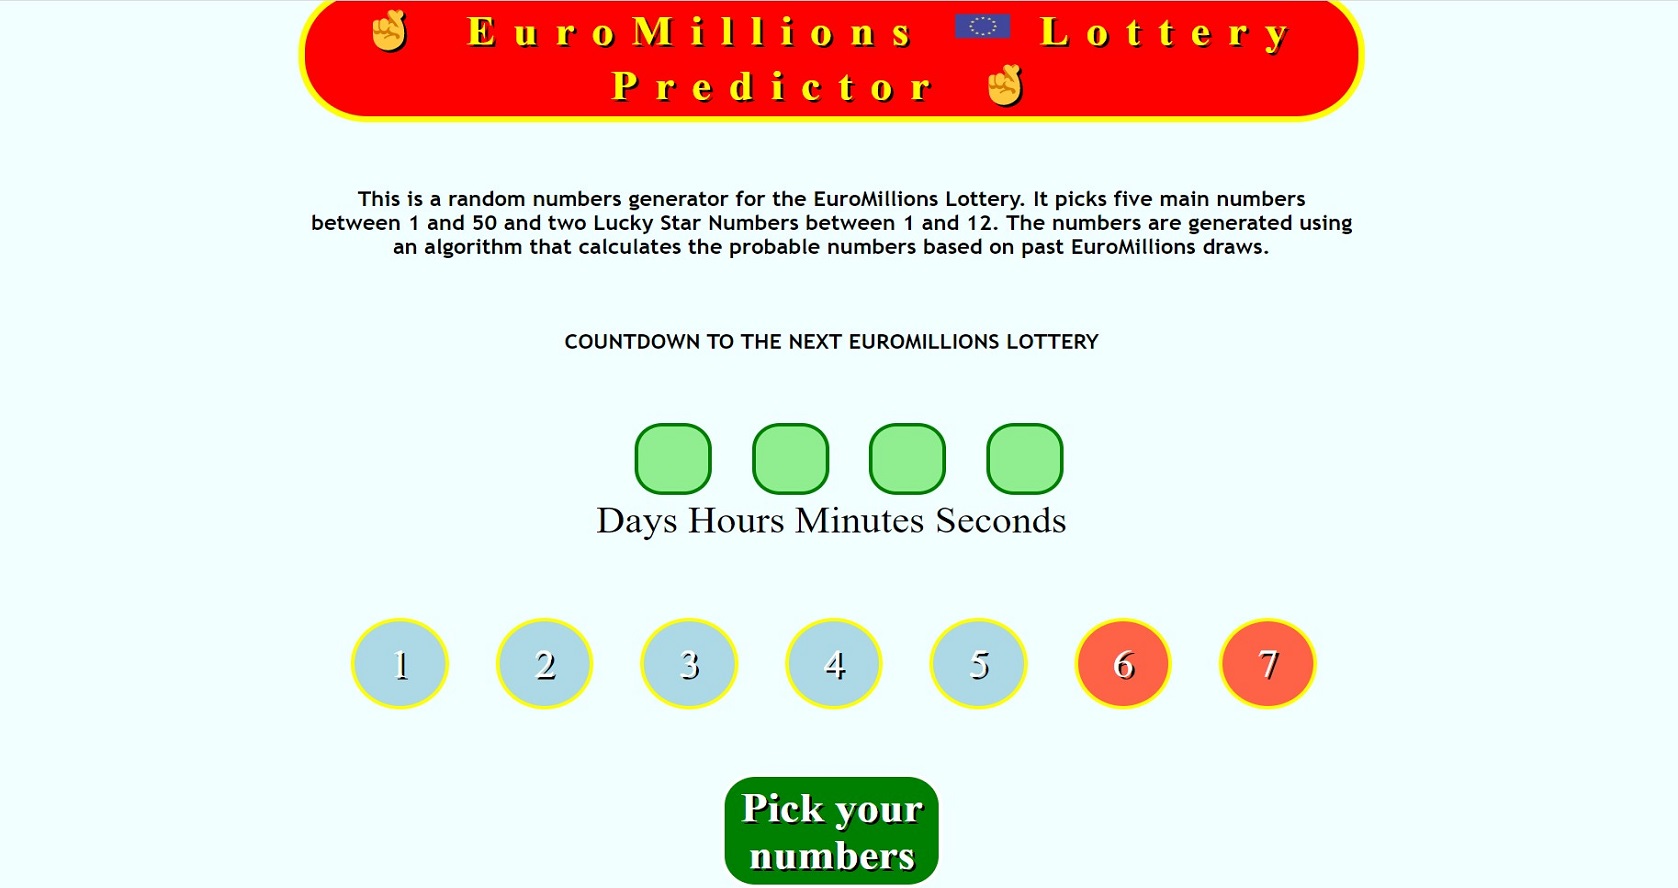 EuroMillions Lottery
Predictor
This is a random numbers generator for the EuroMillions Lottery. It picks five main numbers
between 1 and 50 and two Lucky Star Numbers between 1 and 12. The numbers are generated using
an algorithm that calculates the probable numbers based on past EuroMillions draws.
COUNTDOWN TO THE NEXT EUROMILLIONS LOTTERY
Days Hours Minutes Seconds
1 2 3 4 5 6 7
Pick your
numbers